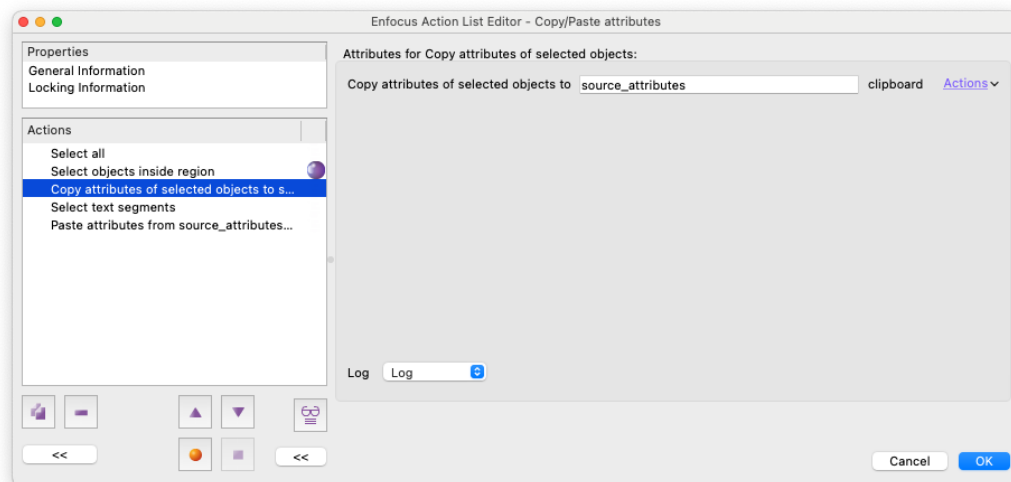 Enfocus Action List Editor - Copy/Paste attributes
Properties
General Information
Locking Information
Actions
Select all
Select objects inside region
Copy attributes of selected objects to s...
Select text segments
Paste attributes from source_attributes...
<<
<<
Attributes for Copy attributes of selected objects:
Copy attributes of selected objects to source_attributes clipboard Actions
Log Log
Cancel OK